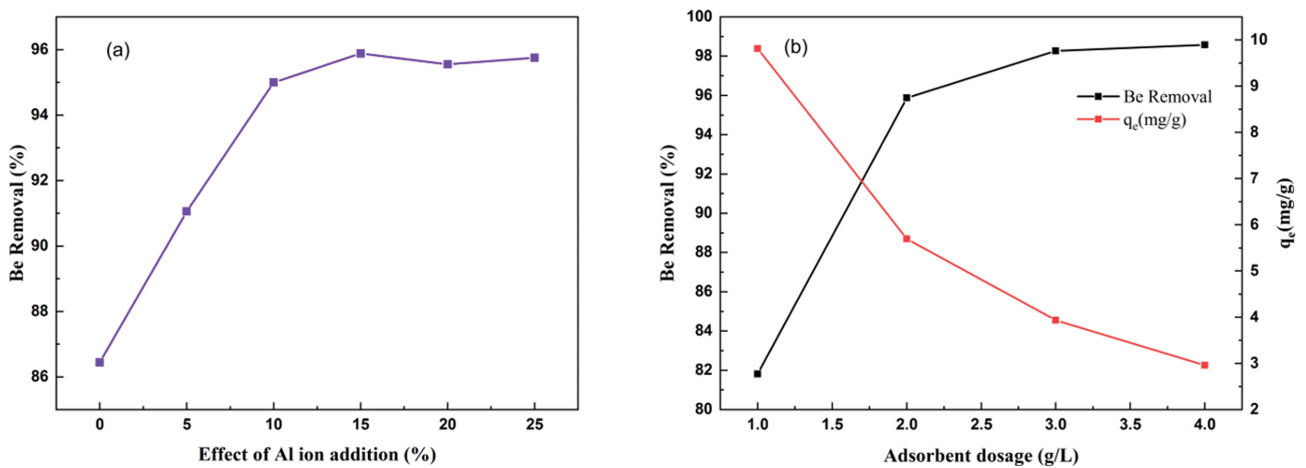 (a)
Be Removal (%)
96
94
92
90
88
86
0 5 10 15 20 25
Effect of Al ion addition (%)
(b)
Be Removal (%)
100
98
96
94
92
90
88
86
84
82
80
Be Removal
qₑ(mg/g)
10
9
8
7
6
5
4
3
2
qₑ(mg/g)
1.0 1.5 2.0 2.5 3.0 3.5 4.0
Adsorbent dosage (g/L)